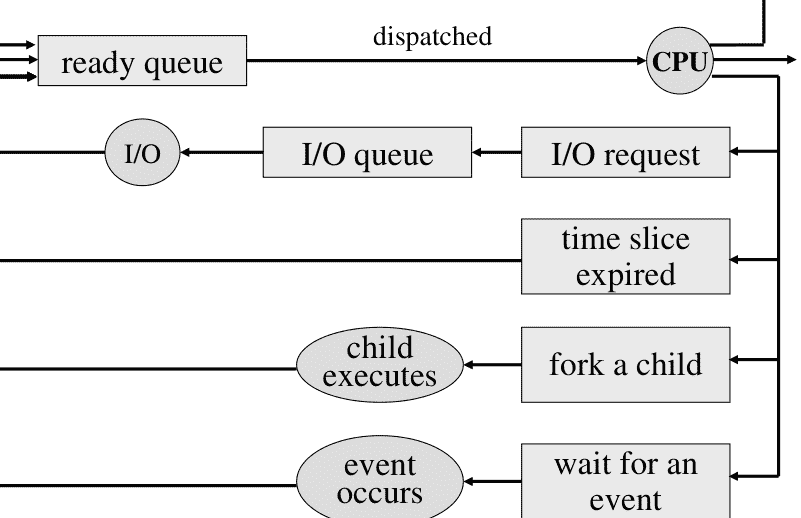 dispatched
ready queue
CPU
I/O
I/O queue
I/O request
time slice
expired
child
executes
fork a child
event
occurs
wait for an
event